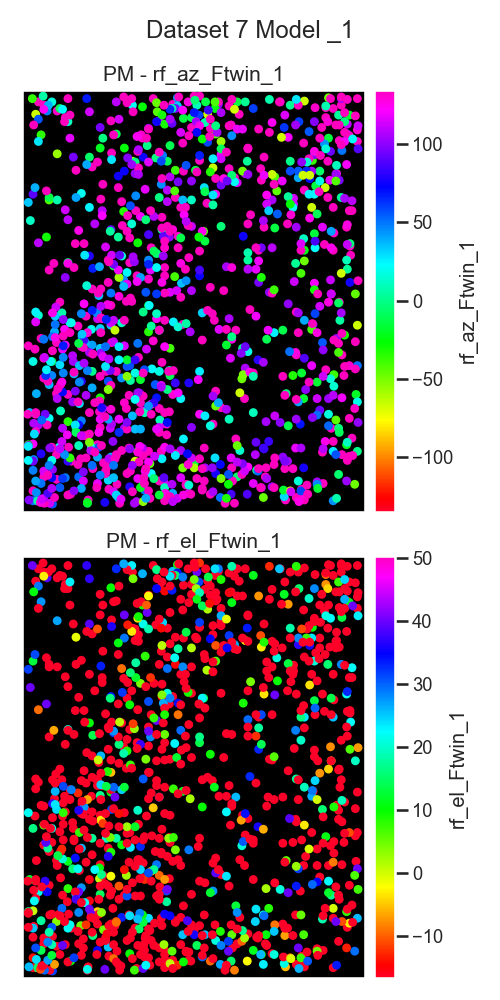 Dataset 7 Model _1
PM - rf_az_Ftwin_1
100
50
0
−50
−100
rf_az_Ftwin_1
PM - rf_el_Ftwin_1
50
40
30
20
10
0
−10
rf_el_Ftwin_1